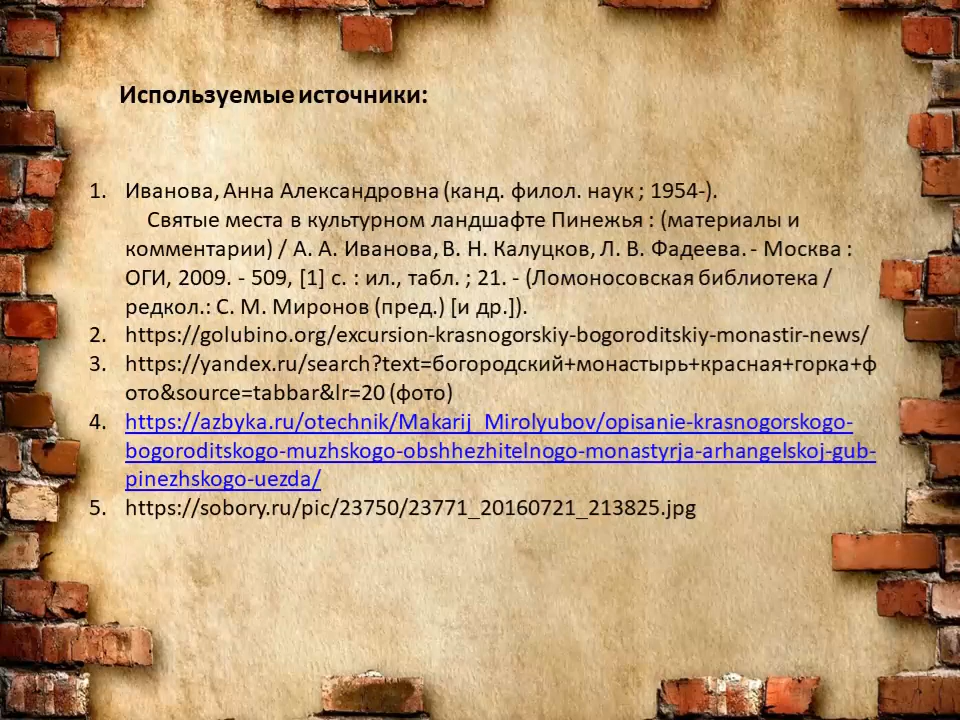 Используемые источники:
1. Иванова, Анна Александровна (канд. филол. наук ; 1954-).
Святые места в культурном ландшафте Пинежья : (материалы и
комментарии) / А. А. Иванова, В. Н. Калуцков, Л. В. Фадеева. - Москва :
ОГИ, 2009. - 509, [1] с. : ил., табл. ; 21. - (Ломоносовская библиотека /
редкол.: С. М. Миронов (пред.) [и др.]).
2. https://golubino.org/excursion-krasnogorskiy-bogoroditskiy-monastir-news/
3. https://yandex.ru/search?text=богородский+монастырь+красная+горка+ф
ото&source=tabbar&lr=20 (фото)
4. https://azbyka.ru/otechnik/Makarij_Mirolyubov/opisanie-krasnogorskogo-
bogoroditskogo-muzhskogo-obshhezhitelnogo-monastyrja-arhangelskoj-gub-
pinezhskogo-uezda/
5. https://sobory.ru/pic/23750/23771_20160721_213825.jpg